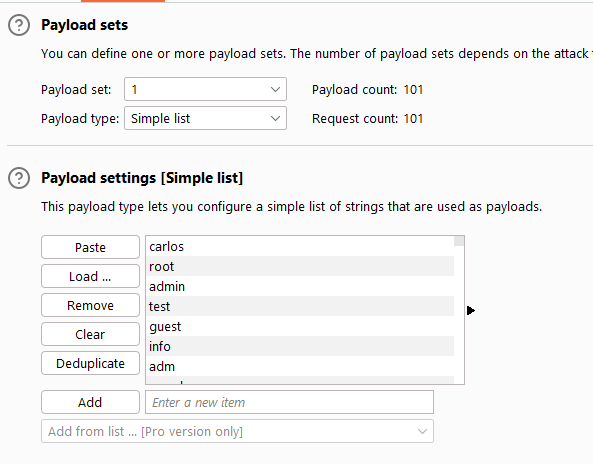 Payload sets
You can define one or more payload sets. The number of payload sets depends on the attack
Payload set: 1 Payload count: 101
Payload type: Simple list Request count: 101
Payload settings [Simple list]
This payload type lets you configure a simple list of strings that are used as payloads.
Paste
Load ...
Remove
Clear
Deduplicate
carlos
root
admin
test
guest
info
adm
Add Enter a new item
Add from list ... [Pro version only]